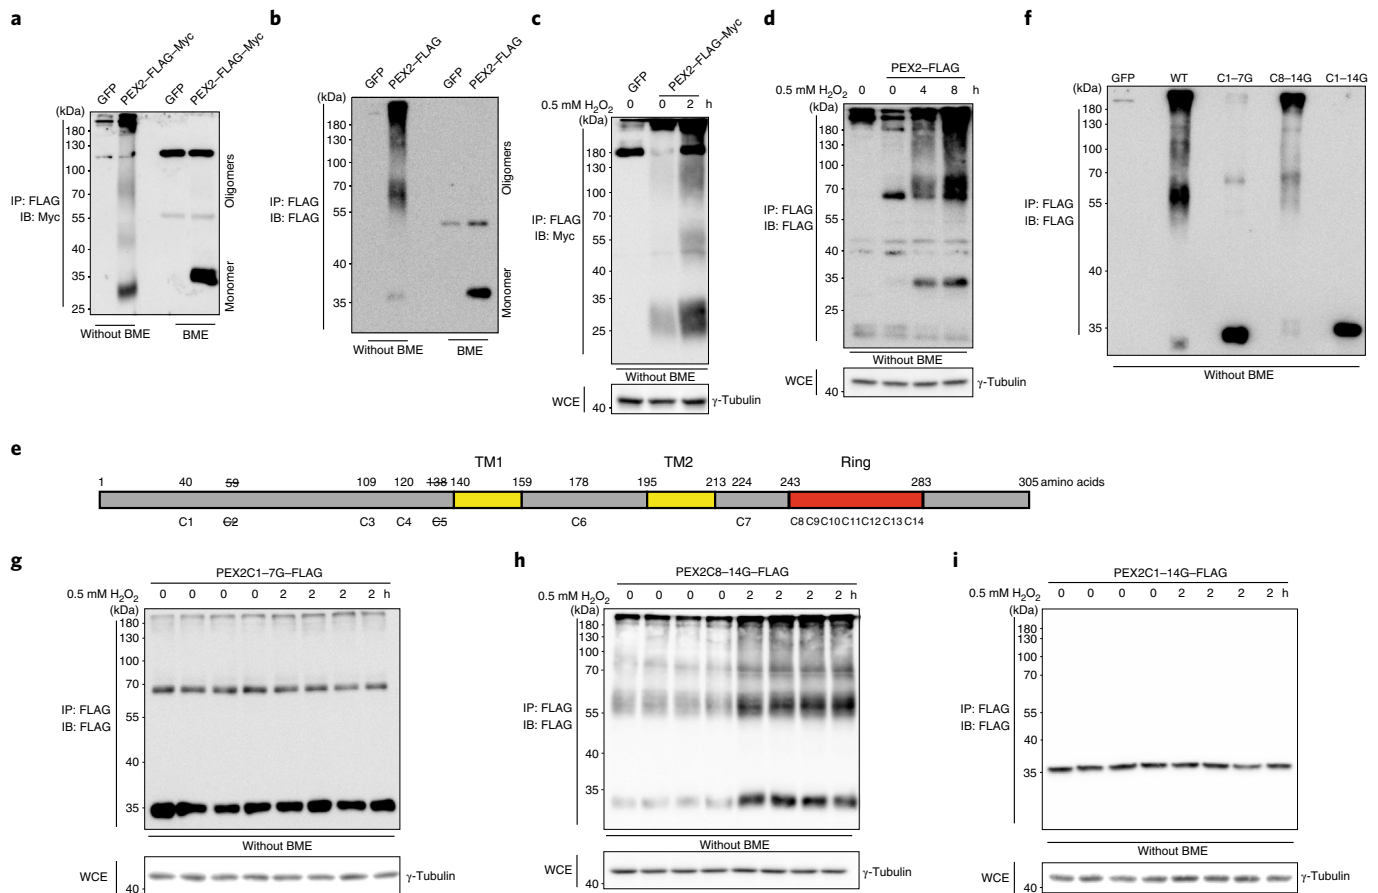 a
GFP
PEX2–FLAG–Myc
GFP
PEX2–FLAG–Myc
(kDa)
180
130
100
70
55
40
35
25
IP: FLAG
IB: Myc
Oligomers
Monomer
Without BME
BME
b
GFP
PEX2–FLAG
GFP
PEX2–FLAG
(kDa)
180
130
100
70
55
40
35
IP: FLAG
IB: FLAG
Oligomers
Monomer
Without BME
BME
c
GFP
PEX2–FLAG–Myc
0.5 mM H2O2 0 0 2 h
(kDa)
180
130
100
70
55
40
35
25
IP: FLAG
IB: Myc
Without BME
WCE
40
γ-Tubulin
d
PEX2–FLAG
0.5 mM H2O2 0 0 4 8 h
(kDa)
180
130
100
70
55
40
35
25
IP: FLAG
IB: FLAG
Without BME
WCE
40
γ-Tubulin
f
GFP WT C1–7G C8–14G C1–14G
(kDa)
180
130
100
70
55
40
35
IP: FLAG
IB: FLAG
Without BME
e
TM1 TM2 Ring
1 40 59 109 120 138 140 159 178 195 213 224 243 283 305 amino acids
C1 C2 C3 C4 C5 C6 C7 C8 C9 C10 C11 C12 C13 C14
g
PEX2C1–7G–FLAG
0.5 mM H2O2 0 0 0 0 2 2 2 2 h
(kDa)
180
130
100
70
55
40
35
IP: FLAG
IB: FLAG
Without BME
WCE
40
γ-Tubulin
h
PEX2C8–14G–FLAG
0.5 mM H2O2 0 0 0 0 2 2 2 2 h
(kDa)
180
130
100
70
55
40
35
IP: FLAG
IB: FLAG
Without BME
WCE
40
γ-Tubulin
i
PEX2C1–14G–FLAG
0.5 mM H2O2 0 0 0 0 2 2 2 2 h
(kDa)
180
130
100
70
55
40
35
IP: FLAG
IB: FLAG
Without BME
WCE
40
γ-Tubulin